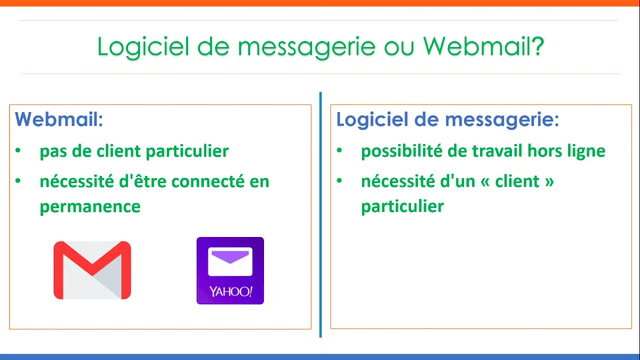 Logiciel de messagerie ou Webmail?
Webmail:
• pas de client particulier
• nécessité d'être connecté en
permanence
YAHOO!
Logiciel de messagerie:
• possibilité de travail hors ligne
• nécessité d'un « client »
particulier